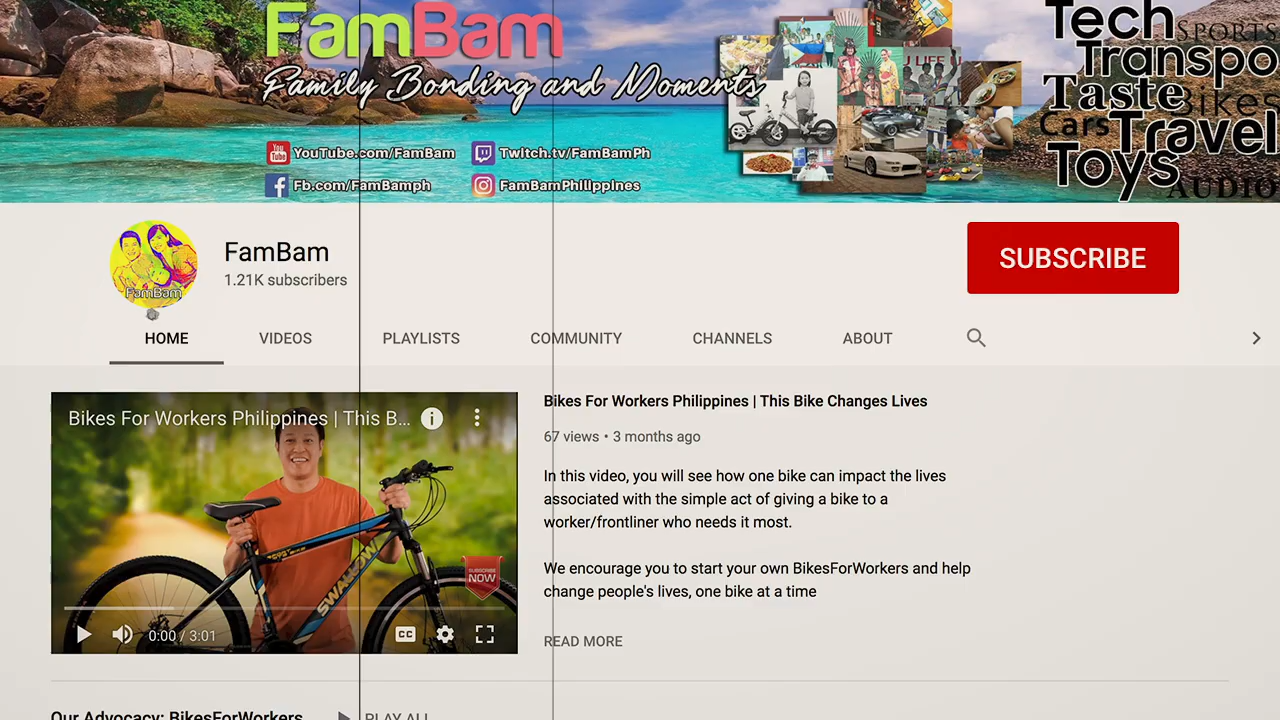 FamBam
Family Bonding and Moments
YouTube.com/FamBam
Twitch.tv/FamBamPh
Fb.com/FamBamph
FamBamPhilippines
Tech SPORTS
Transpo
Taste Bikes
Cars Travel
Toys
AUDIO
FamBam
FamBam
1.21K subscribers
SUBSCRIBE
HOME VIDEOS PLAYLISTS COMMUNITY CHANNELS ABOUT
Bikes For Workers Philippines | This B...
SWALLOW
SUBSCRIBE
NOW
0:00 / 3:01
CC
Bikes For Workers Philippines | This Bike Changes Lives
67 views • 3 months ago
In this video, you will see how one bike can impact the lives
associated with the simple act of giving a bike to a
worker/frontliner who needs it most.
We encourage you to start your own BikesForWorkers and help
change people's lives, one bike at a time
READ MORE
Our Advocacy: BikesForWorkers
PLAY ALL